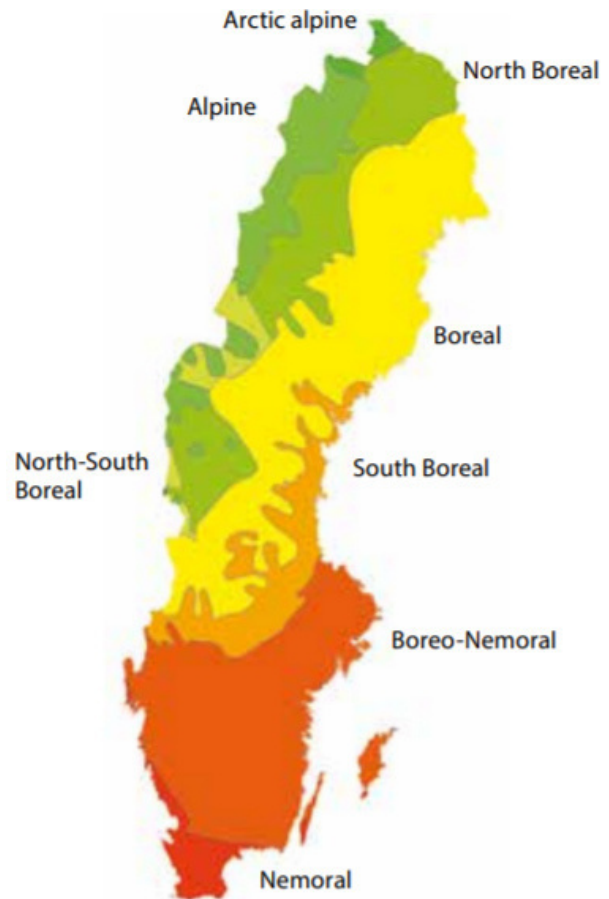 Arctic alpine
North Boreal
Alpine
Boreal
North-South
Boreal
South Boreal
Boreo-Nemoral
Nemoral